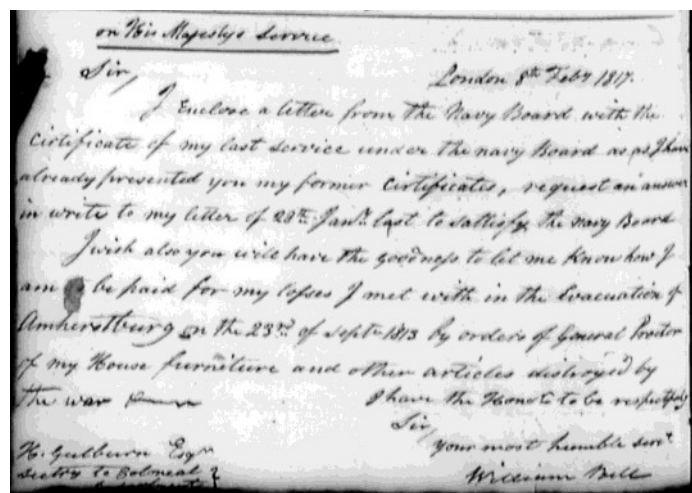 on His Majestys Service
Sir, London 8th Feby 1817.
I Enclose a letter from the Navy Board with the
Certificate of my last service under the navy Board as as I have
already presented you my former Certificates, request an answer
in write to my letter of 28th Jany last to sattisfy the navy Board
I wish also you will have the goodness to let me Know how I
am to be paid for my losses I met with in the Evacuation of
Amherstburg on the 23rd of Septr 1813 by orders of General Proctor
of my House furniture and other articles distroyed by
the war
I have the Honor to be respectfully
Sir,
your most humble servt
H. Gulburn Esqr
Sectry to Coloneal
William Bell